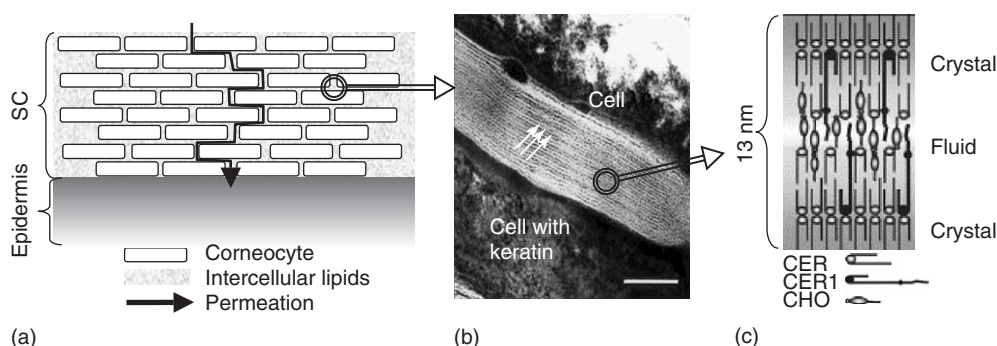 SC
Epidermis
Corneocyte
Intercellular lipids
Permeation
(a)
Cell
Cell with
keratin
(b)
13 nm
Crystal
Fluid
Crystal
CER
CER1
CHO
(c)